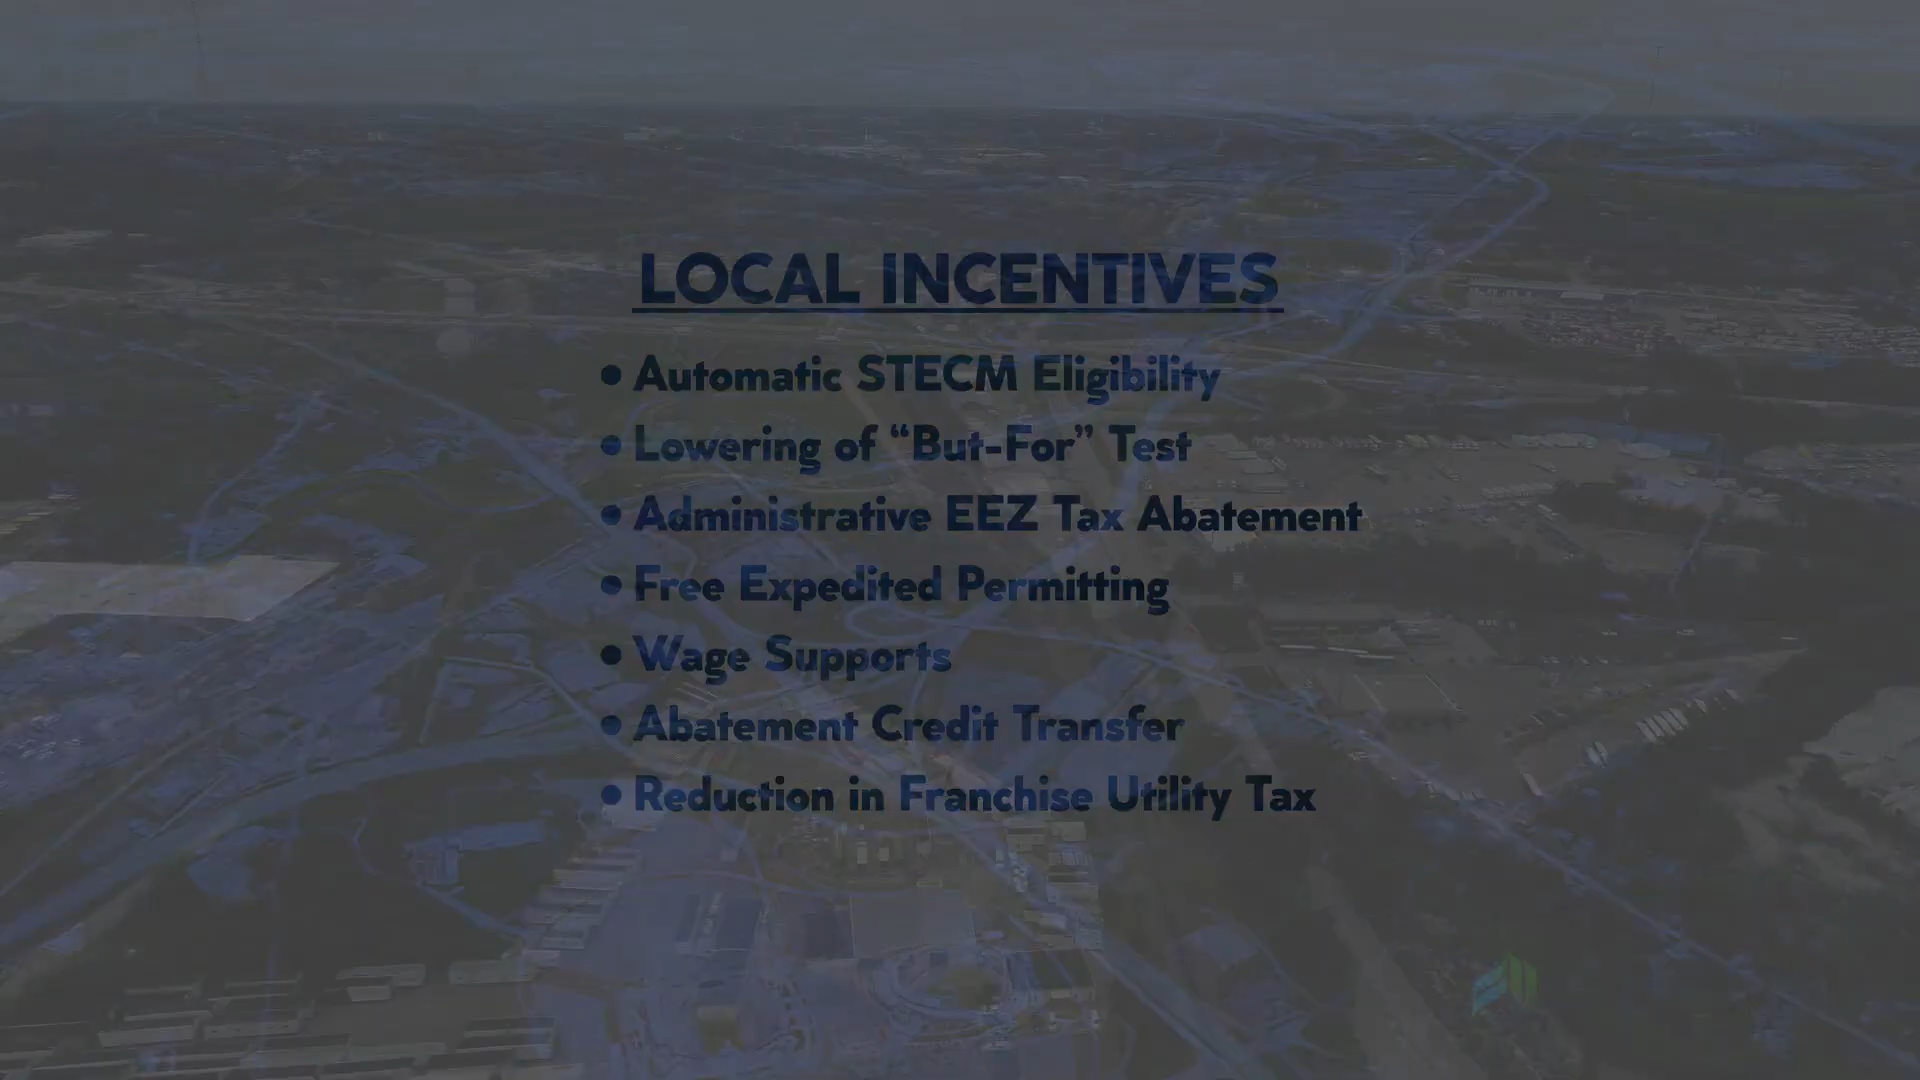 LOCAL INCENTIVES
• Automatic STECM Eligibility
• Lowering of “But-For” Test
• Administrative EEZ Tax Abatement
• Free Expedited Permitting
• Wage Supports
• Abatement Credit Transfer
• Reduction in Franchise Utility Tax